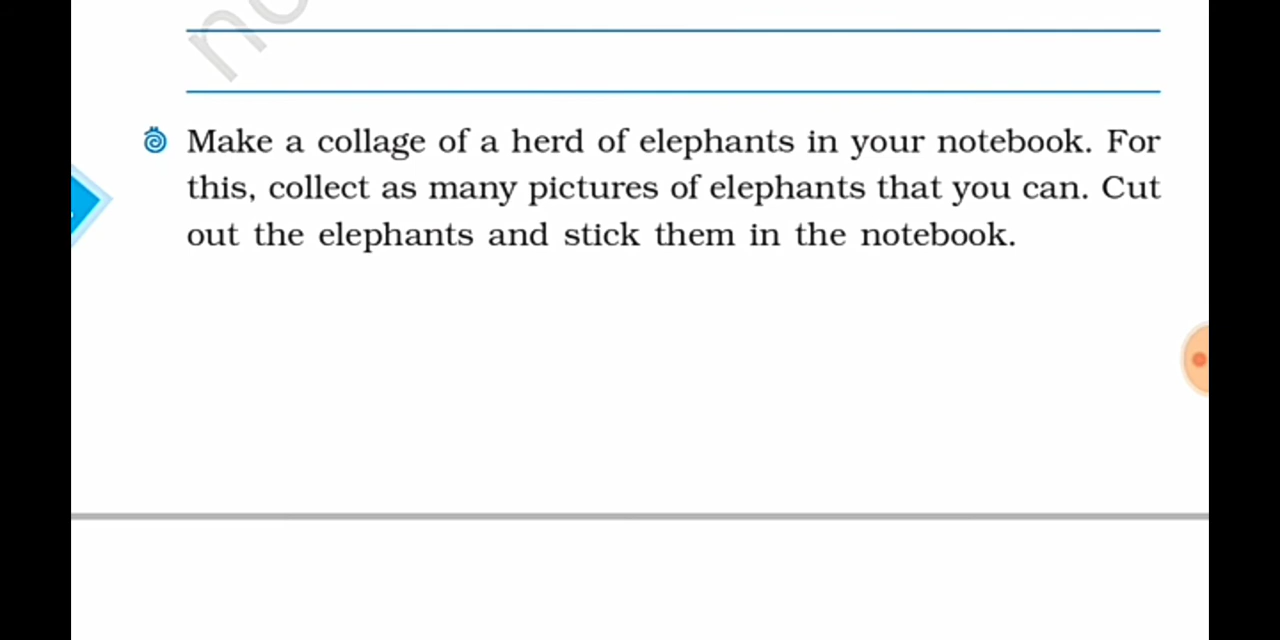 no
Make a collage of a herd of elephants in your notebook. For
this, collect as many pictures of elephants that you can. Cut
out the elephants and stick them in the notebook.